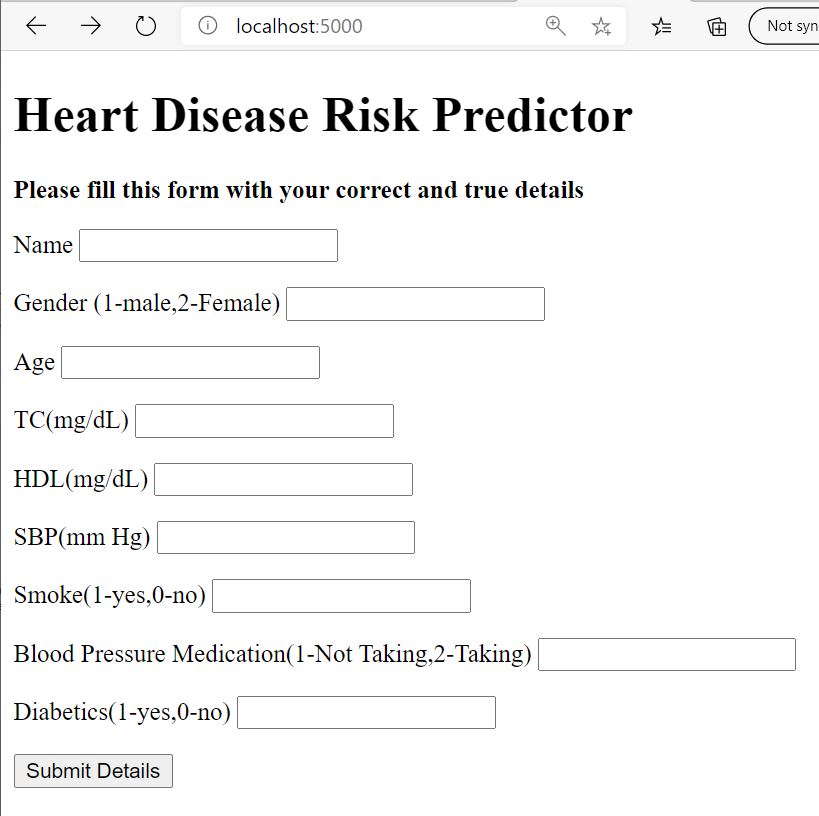 localhost:5000
Not syn
Heart Disease Risk Predictor
Please fill this form with your correct and true details
Name
Gender (1-male,2-Female)
Age
TC(mg/dL)
HDL(mg/dL)
SBP(mm Hg)
Smoke(1-yes,0-no)
Blood Pressure Medication(1-Not Taking,2-Taking)
Diabetics(1-yes,0-no)
Submit Details